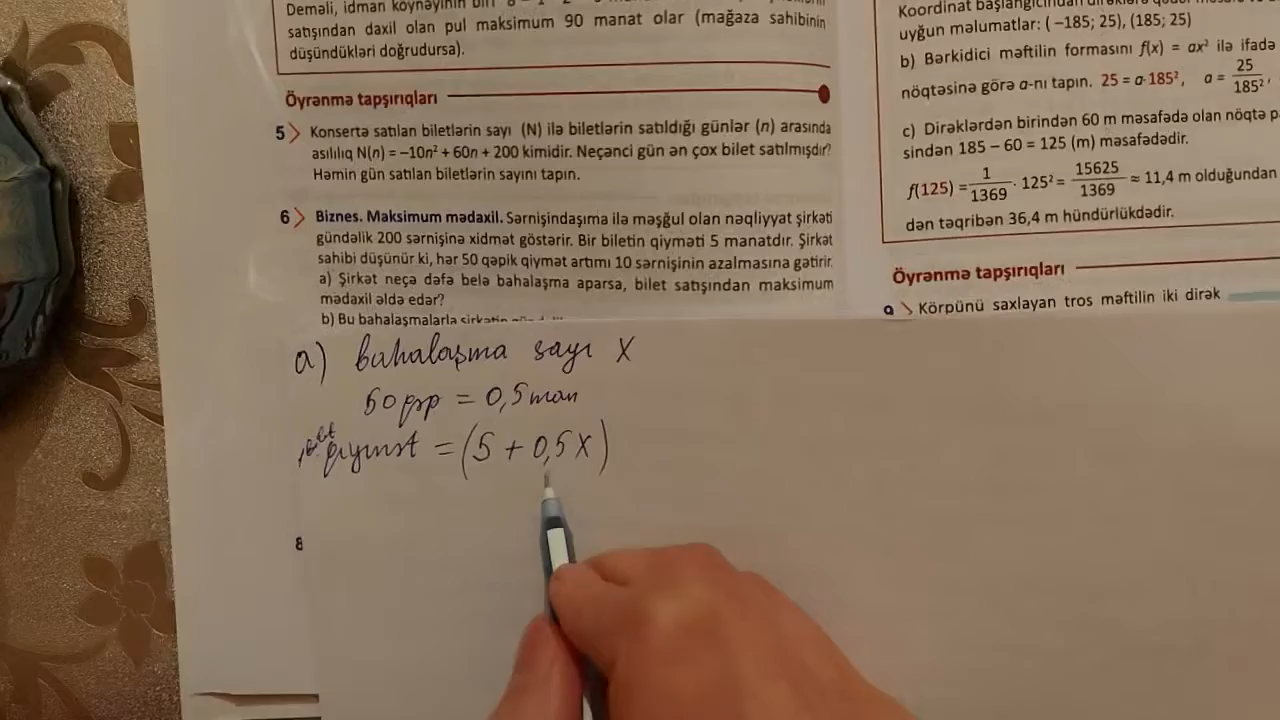 Deməli, idman köynəyinin biri
satışından daxil olan pul maksimum 90 manat olar (mağaza sahibinin
düşündükləri doğrudursa).
Öyrənmə tapşırıqları
5 Konsertə satılan biletlərin sayı (N) ilə biletlərin satıldığı günlər (n) arasında
asılılıq N(n) = –10n² + 60n + 200 kimidir. Neçənci gün ən çox bilet satılmışdır?
Həmin gün satılan biletlərin sayını tapın.
6 Biznes. Maksimum mədaxil. Sərnişindaşıma ilə məşğul olan nəqliyyat şirkəti
gündəlik 200 sərnişinə xidmət göstərir. Bir biletin qiyməti 5 manatdır. Şirkət
sahibi düşünür ki, hər 50 qəpik qiymət artımı 10 sərnişinin azalmasına gətirir.
a) Şirkət neçə dəfə belə bahalaşma aparsa, bilet satışından maksimum
mədaxil əldə edər?
b) Bu bahalaşmalarla şirkətin
a) bahalaşma sayı x
50 qəp = 0,5 man
qiymət = (5 + 0,5x)
8
Koordinat başlanğıcından dirəklərə
uyğun məlumatlar: (–185; 25), (185; 25)
b) Bərkidici məftilin formasını f(x) = ax² ilə ifadə
nöqtəsinə görə a-nı tapın. 25 = a·185², a = 25/185²,
c) Dirəklərdən birindən 60 m məsafədə olan nöqtə
sindən 185 – 60 = 125 (m) məsafədədir.
f(125) = 1/1369 · 125² = 15625/1369 ≈ 11,4 m olduğundan
dən təqribən 36,4 m hündürlükdədir.
Öyrənmə tapşırıqları
Körpünü saxlayan tros məftilin iki dirək